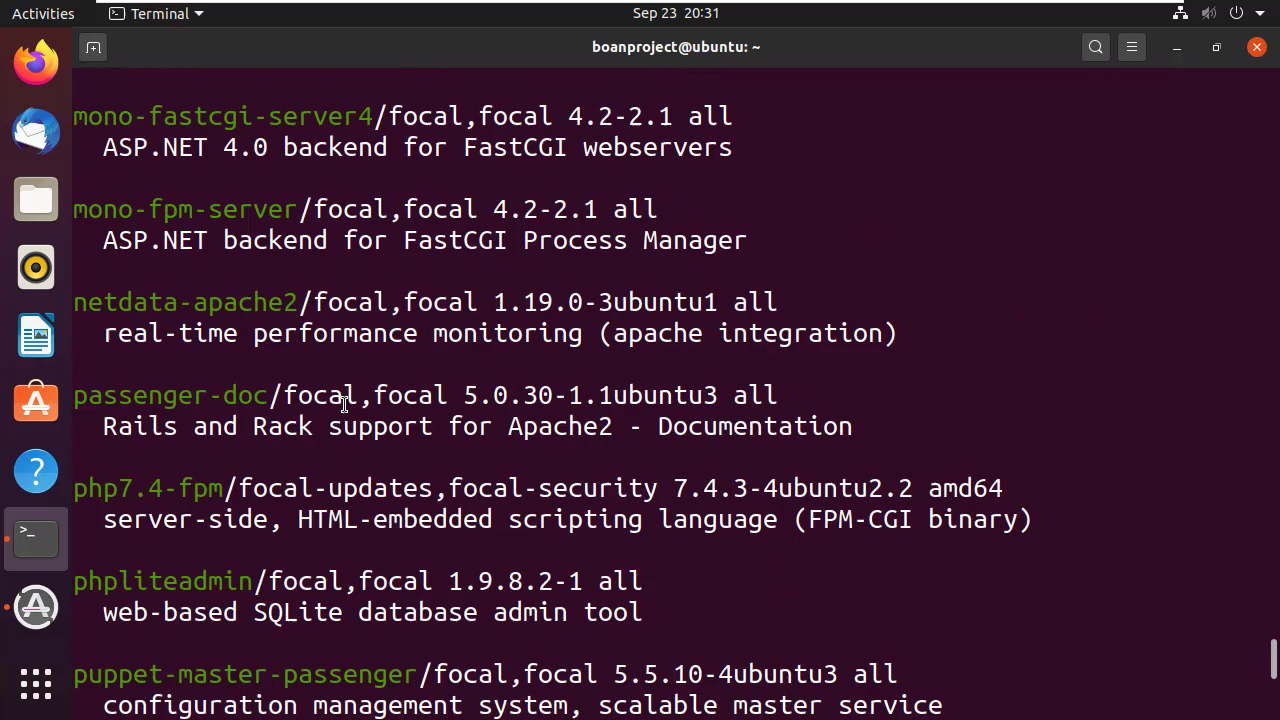 Activities
Terminal
Sep 23 20:31
boanproject@ubuntu: ~
mono-fastcgi-server4/focal,focal 4.2-2.1 all
ASP.NET 4.0 backend for FastCGI webservers
mono-fpm-server/focal,focal 4.2-2.1 all
ASP.NET backend for FastCGI Process Manager
netdata-apache2/focal,focal 1.19.0-3ubuntu1 all
real-time performance monitoring (apache integration)
passenger-doc/focal,focal 5.0.30-1.1ubuntu3 all
Rails and Rack support for Apache2 - Documentation
php7.4-fpm/focal-updates,focal-security 7.4.3-4ubuntu2.2 amd64
server-side, HTML-embedded scripting language (FPM-CGI binary)
phpliteadmin/focal,focal 1.9.8.2-1 all
web-based SQLite database admin tool
puppet-master-passenger/focal,focal 5.5.10-4ubuntu3 all
configuration management system, scalable master service